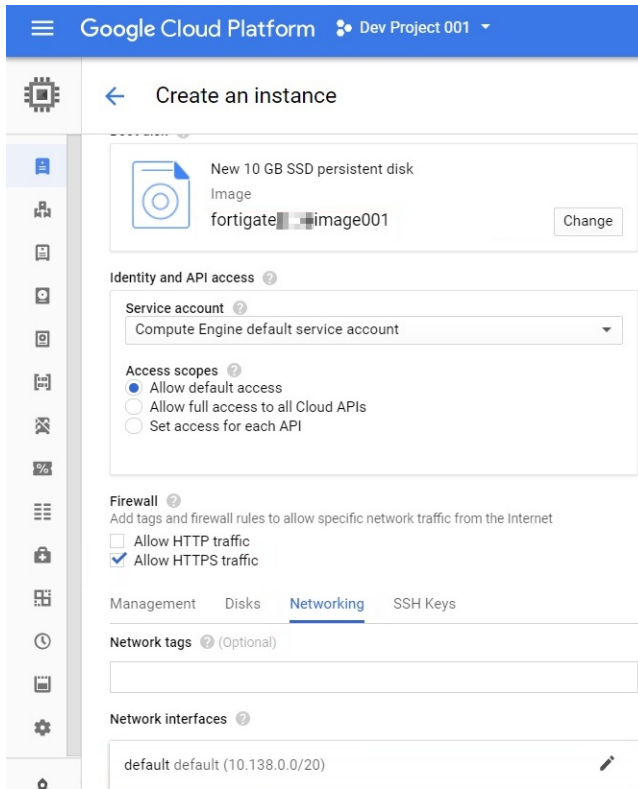 Google Cloud Platform Dev Project 001
Create an instance
New 10 GB SSD persistent disk
Image
fortigate image001
Change
Identity and API access
Service account
Compute Engine default service account
Access scopes
Allow default access
Allow full access to all Cloud APIs
Set access for each API
Firewall
Add tags and firewall rules to allow specific network traffic from the Internet
Allow HTTP traffic
Allow HTTPS traffic
Management Disks Networking SSH Keys
Network tags (Optional)
Network interfaces
default default (10.138.0.0/20)